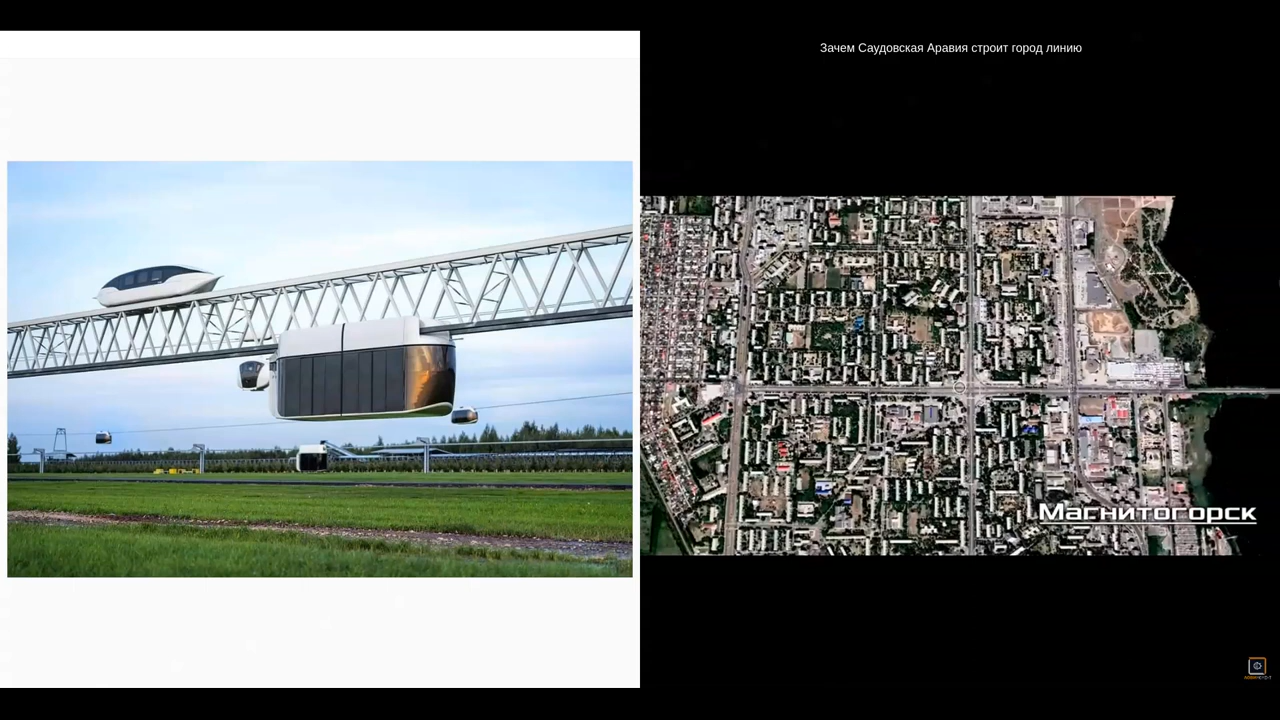 Зачем Саудовская Аравия строит город линию
Магнитогорск